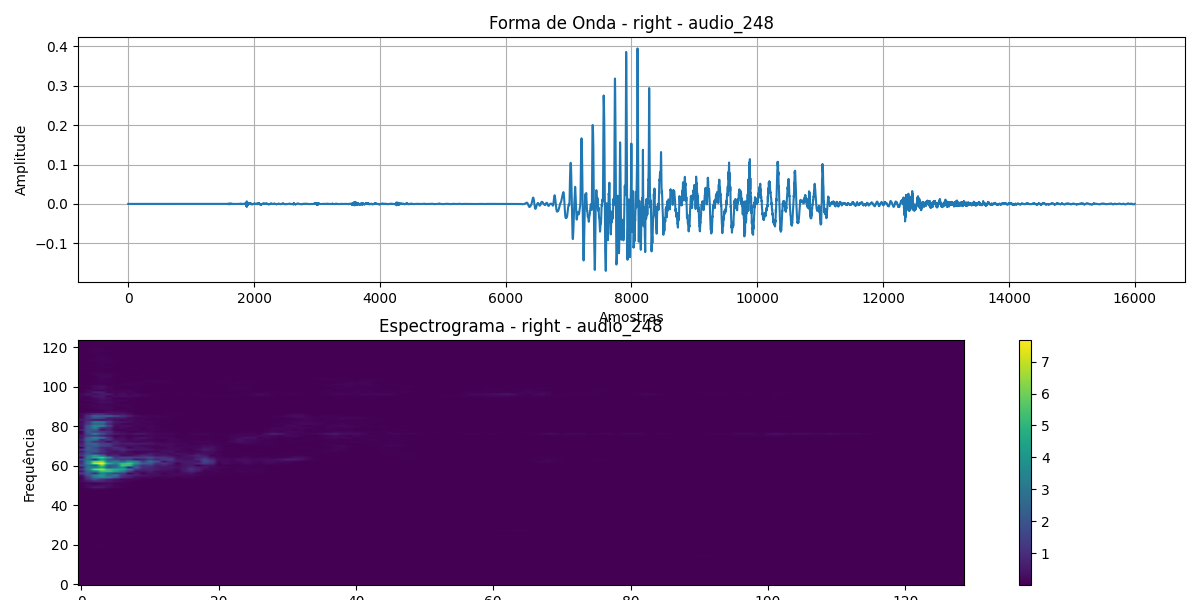 Forma de Onda - right - audio_248
Amplitude
0.4
0.3
0.2
0.1
0.0
−0.1
0 2000 4000 6000 8000 10000 12000 14000 16000
Amostras
Espectrograma - right - audio_248
Frequência
120
100
80
60
40
20
0
0 20 40 60 80 100 120
7
6
5
4
3
2
1